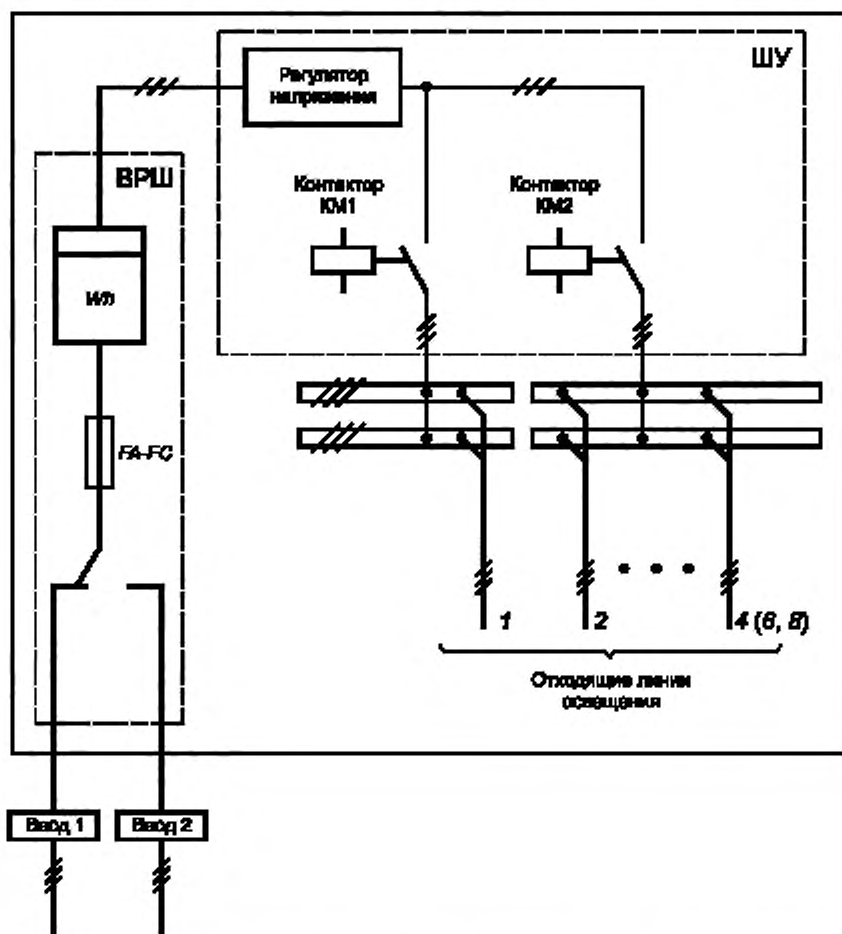 ШУ
Регулятор
напряжения
ВРШ
Контактор
КМ1
Контактор
КМ2
FA-FC
1
2
4 (6, 8)
Отходящие линии
освещения
Ввод 1
Ввод 2